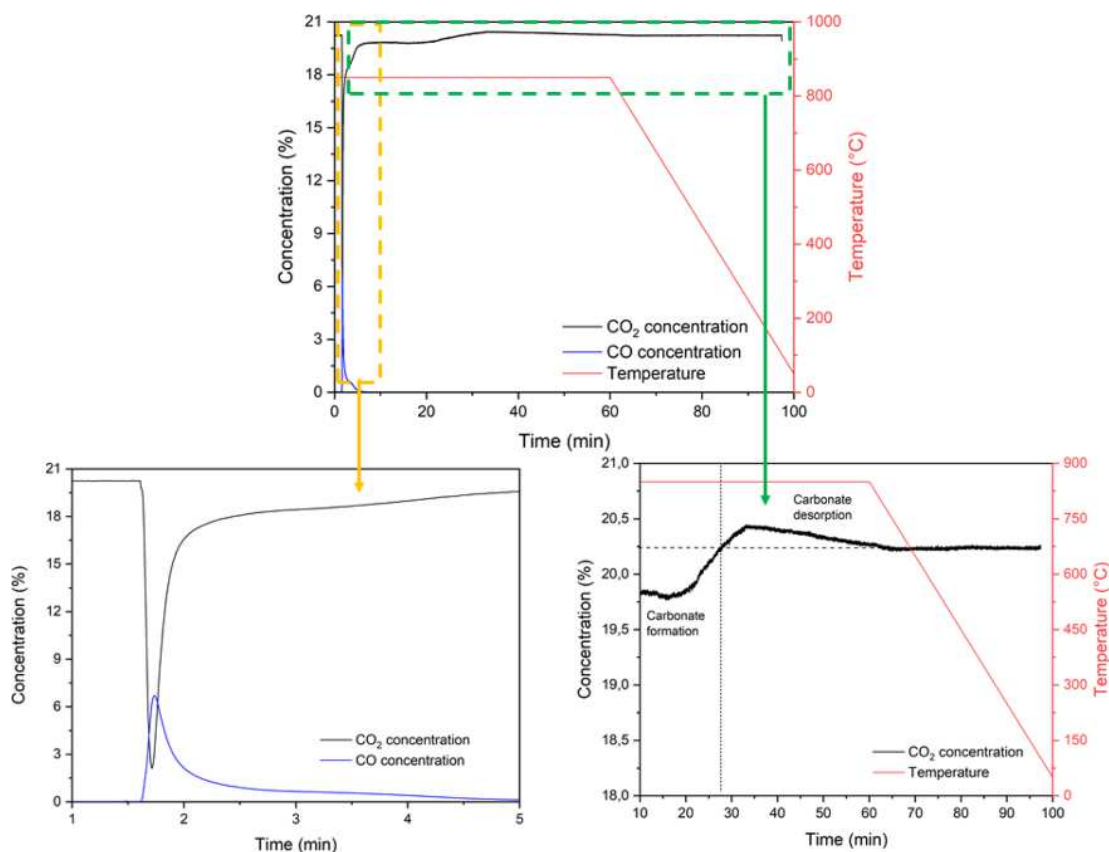 21
18
15
12
9
6
3
0
Concentration (%)
0 20 40 60 80 100
Time (min)
1000
800
600
400
200
0
Temperature (°C)
CO₂ concentration
CO concentration
Temperature
21
18
15
12
9
6
3
0
Concentration (%)
1 2 3 4 5
Time (min)
CO₂ concentration
CO concentration
21,0
20,5
20,0
19,5
19,0
18,5
18,0
Concentration (%)
10 20 30 40 50 60 70 80 90 100
Time (min)
900
750
600
450
300
150
0
Temperature (°C)
Carbonate
desorption
Carbonate
formation
CO₂ concentration
Temperature